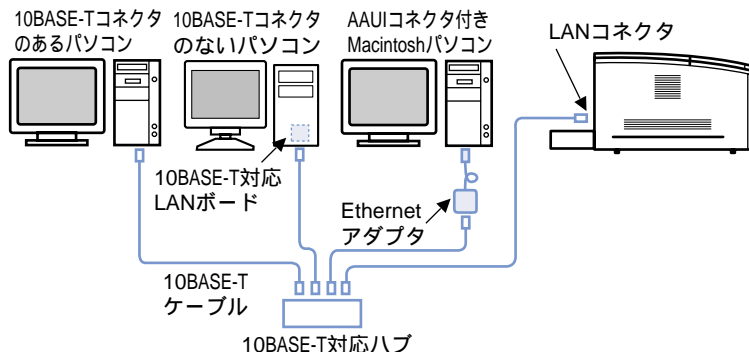 10BASE-Tコネクタ
のあるパソコン
10BASE-Tコネクタ
のないパソコン
AAUIコネクタ付き
Macintoshパソコン
LANコネクタ
10BASE-T対応
LANボード
Ethernet
アダプタ
10BASE-T
ケーブル
10BASE-T対応ハブ